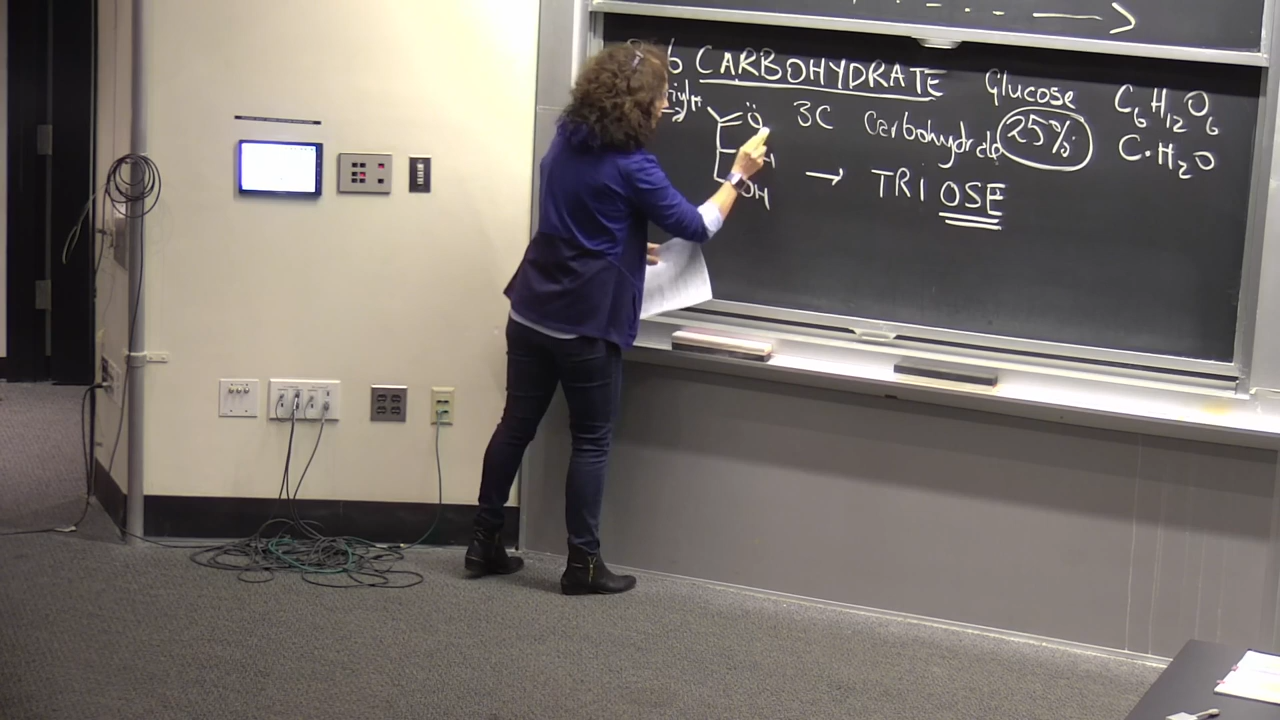 CARBOHYDRATE Glucose C₆H₁₂O₆
3C Carbohydrate 25% C·H₂O
→ TRIOSE
OH